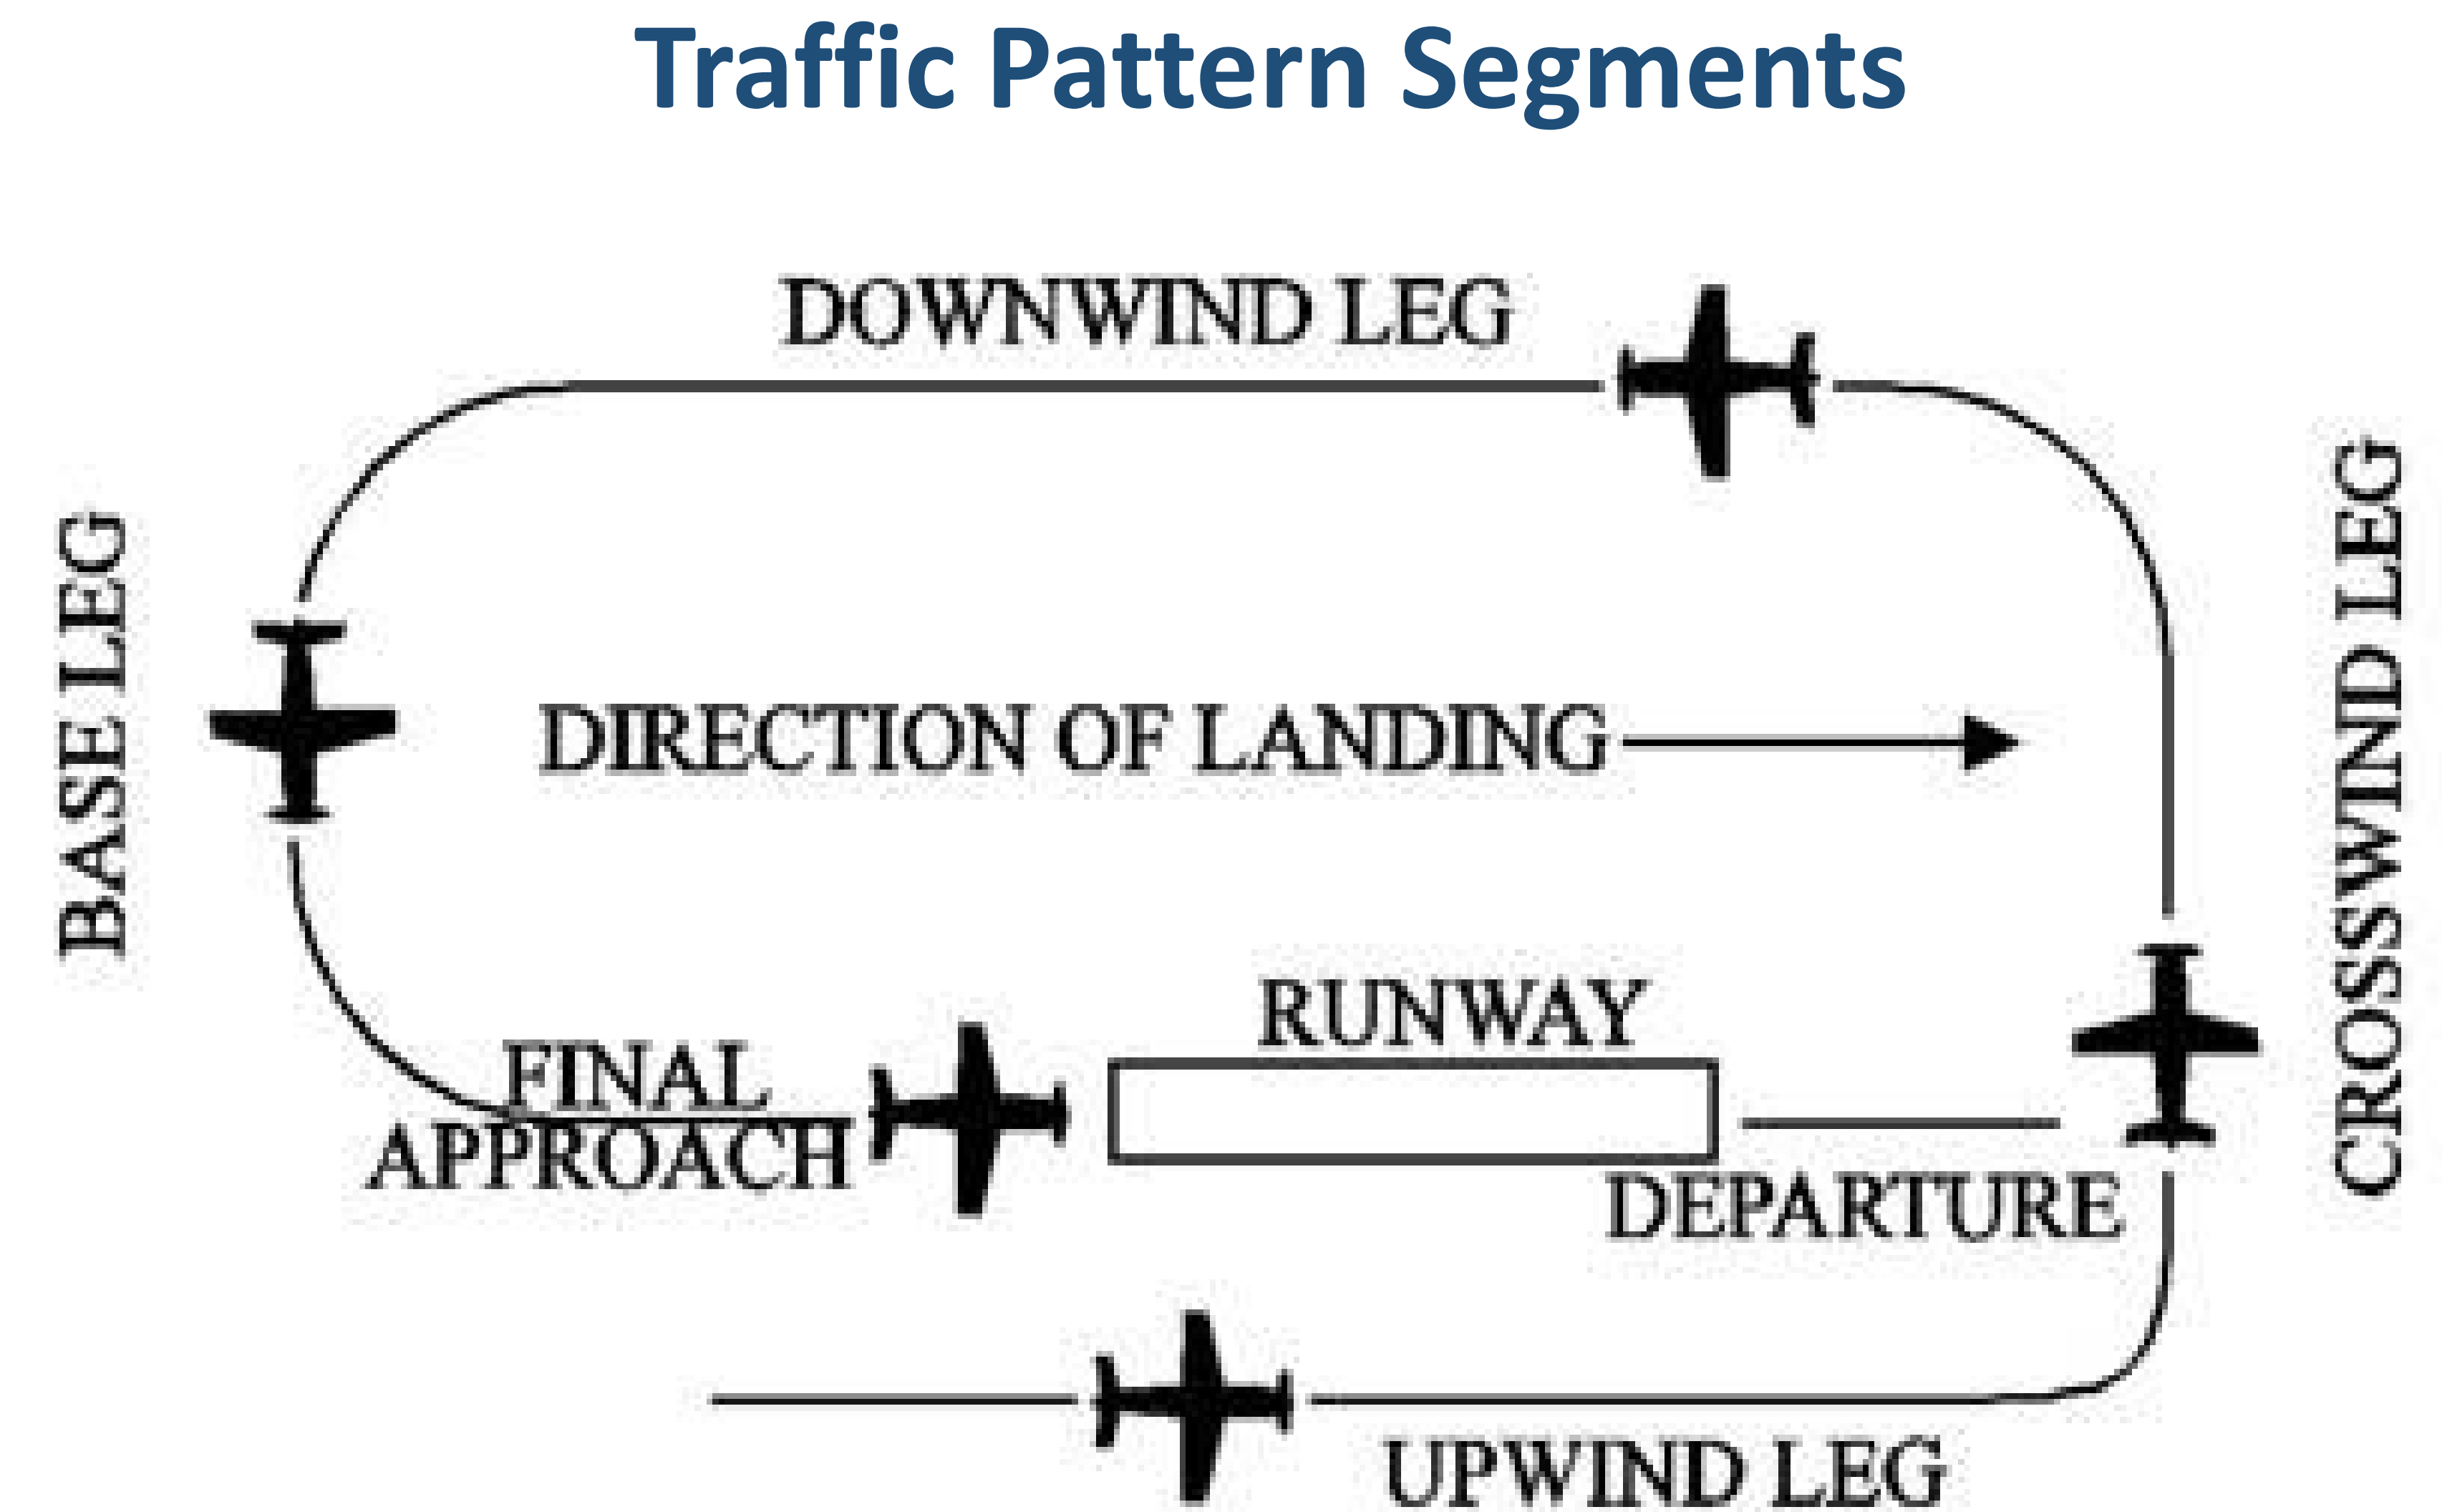 Traffic Pattern Segments
DOWNWIND LEG
BASE LEG
DIRECTION OF LANDING
CROSSWIND LEG
RUNWAY
FINAL
APPROACH
DEPARTURE
UPWIND LEG